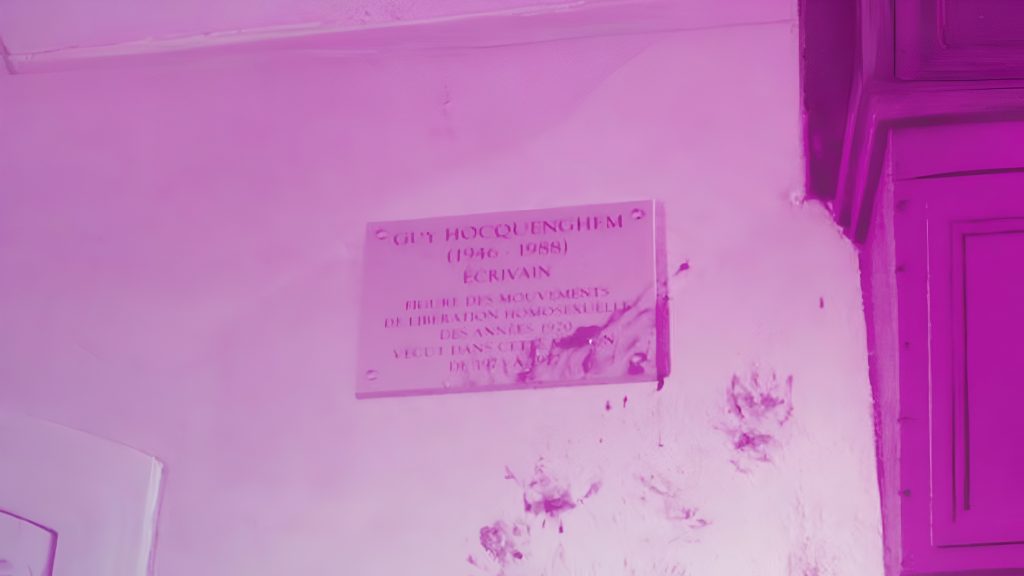 GUY HOCQUENGHEM
(1946 - 1988)
ÉCRIVAIN
FIGURE DES MOUVEMENTS
DE LIBÉRATION HOMOSEXUELLE
DES ANNÉES 1970
VÉCUT DANS CETTE
DE A